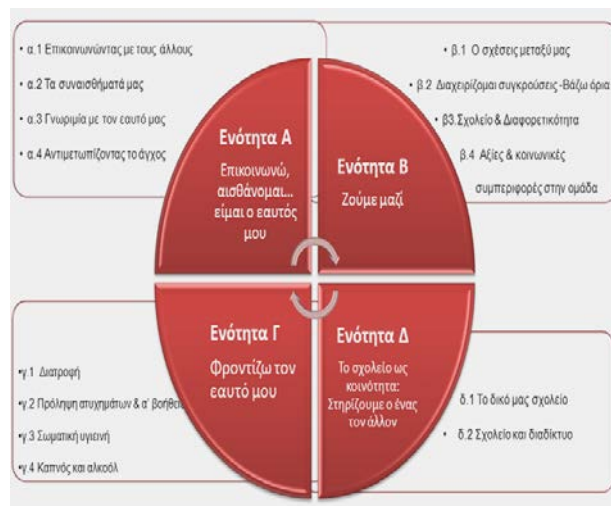 • α.1 Επικοινωνώντας με τους άλλους
• α.2 Τα συναισθήματά μας
• α.3 Γνωριμία με τον εαυτό μας
• α.4 Αντιμετωπίζοντας το άγχος
Ενότητα Α
Επικοινωνώ,
αισθάνομαι...
είμαι ο εαυτός
μου
• β.1 Ο σχέσεις μεταξύ μας
• β.2 Διαχειρίζομαι συγκρούσεις -Βάζω όρια
• β3.Σχολείο & Διαφορετικότητα
β.4 Αξίες & κοινωνικές
συμπεριφορές στην ομάδα
Ενότητα Β
Ζούμε μαζί
Ενότητα Γ
Φροντίζω τον
εαυτό μου
•γ.1 Διατροφή
•γ.2 Πρόληψη ατυχημάτων & α' βοήθειες
•γ.3 Σωματική υγιεινή
•γ.4 Καπνός και αλκοόλ
Ενότητα Δ
Το σχολείο ως
κοινότητα:
Στηρίζουμε ο ένας
τον άλλον
δ.1 Το δικό μας σχολείο
• δ.2 Σχολείο και διαδίκτυο